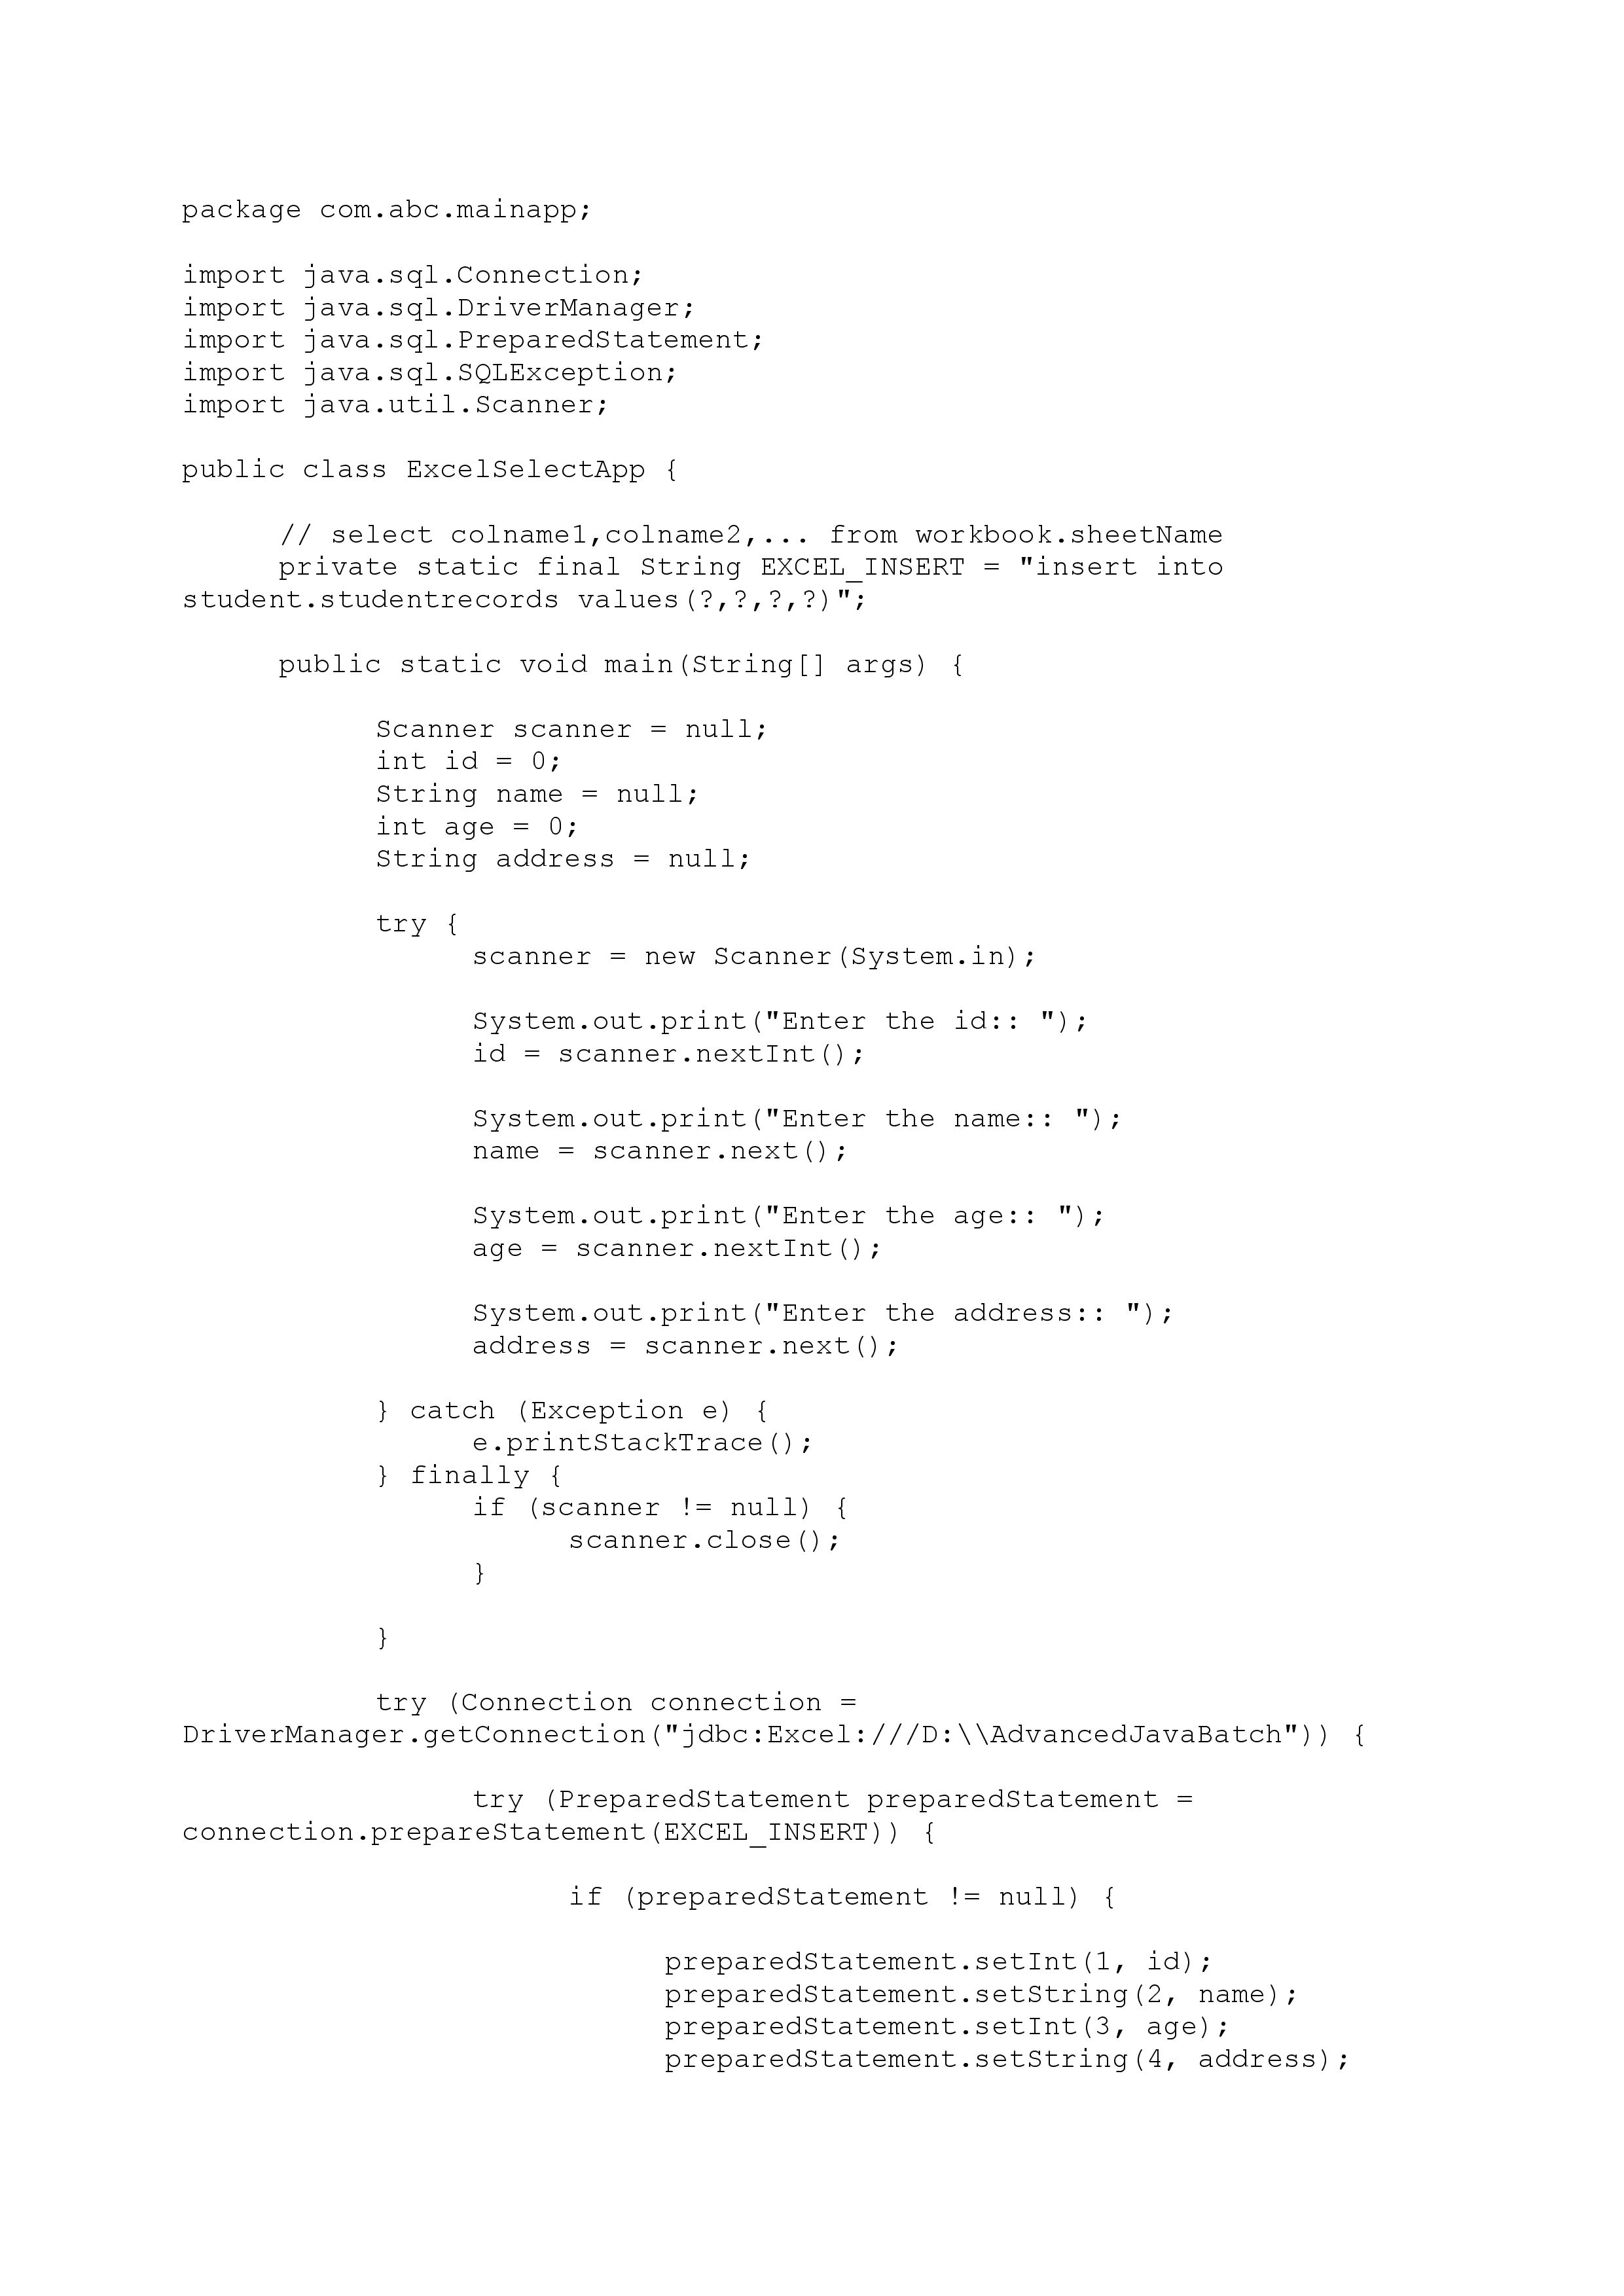 package com.abc.mainapp;
import java.sql.Connection;
import java.sql.DriverManager;
import java.sql.PreparedStatement;
import java.sql.SQLException;
import java.util.Scanner;
public class ExcelSelectApp {
// select colname1,colname2,... from workbook.sheetName
private static final String EXCEL_INSERT = "insert into
student.studentrecords values(?,?,?,?)";
public static void main(String[] args) {
Scanner scanner = null;
int id = 0;
String name = null;
int age = 0;
String address = null;
try {
scanner = new Scanner(System.in);
System.out.print("Enter the id:: ");
id = scanner.nextInt();
System.out.print("Enter the name:: ");
name = scanner.next();
System.out.print("Enter the age:: ");
age = scanner.nextInt();
System.out.print("Enter the address:: ");
address = scanner.next();
} catch (Exception e) {
e.printStackTrace();
} finally {
if (scanner != null) {
scanner.close();
}
}
try (Connection connection =
DriverManager.getConnection("jdbc:Excel:///D:\\AdvancedJavaBatch")) {
try (PreparedStatement preparedStatement =
connection.prepareStatement(EXCEL_INSERT)) {
if (preparedStatement != null) {
preparedStatement.setInt(1, id);
preparedStatement.setString(2, name);
preparedStatement.setInt(3, age);
preparedStatement.setString(4, address);